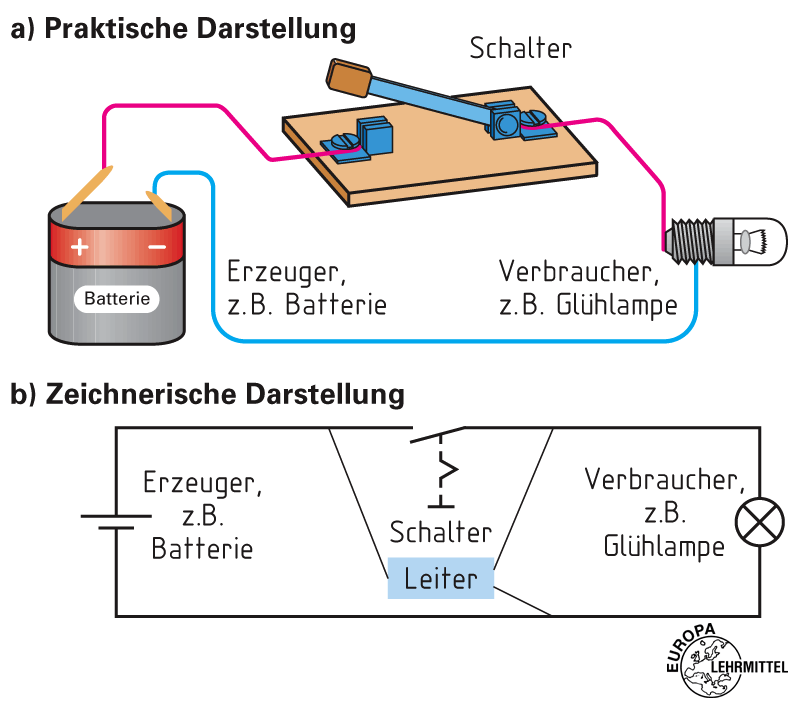 a) Praktische Darstellung
Schalter
+ −
Batterie
Erzeuger,
z.B. Batterie
Verbraucher,
z.B. Glühlampe
b) Zeichnerische Darstellung
Erzeuger,
z.B.
Batterie
Schalter
Leiter
Verbraucher,
z.B.
Glühlampe
EUROPA
LEHRMITTEL